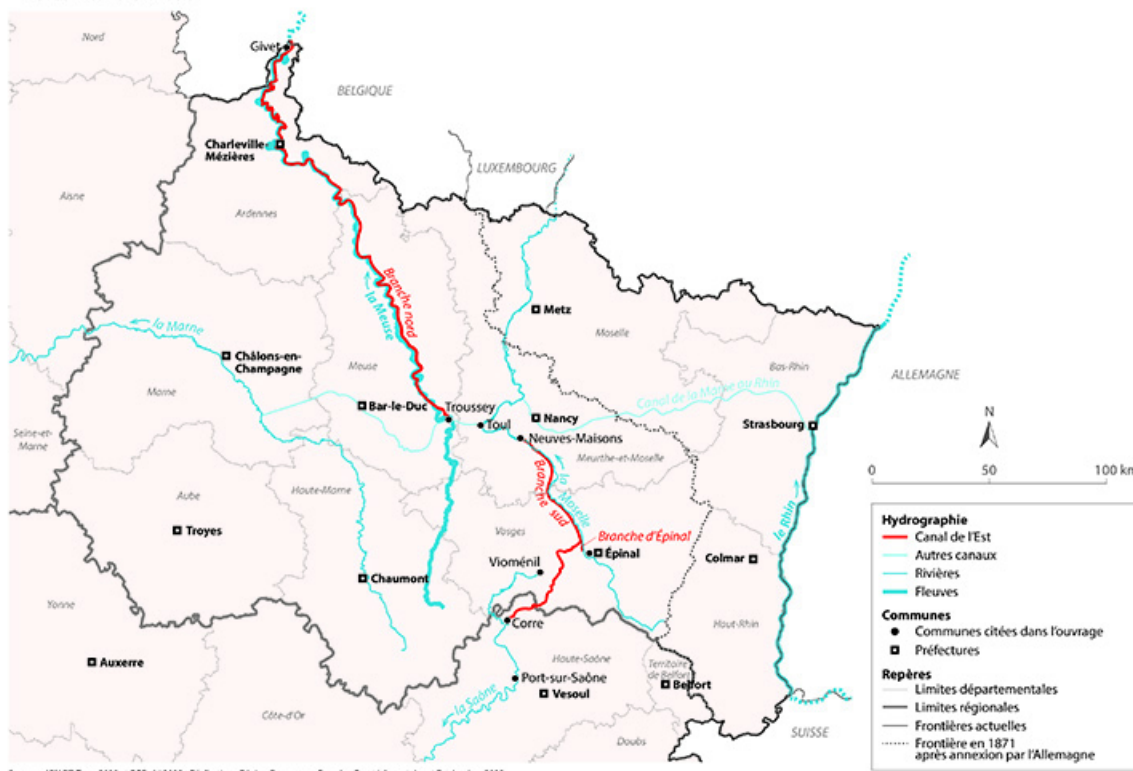 Nord
Givet
BELGIQUE
Charleville-
Mézières
LUXEMBOURG
Aisne
Ardennes
Branche nord
la Meuse
Metz
Moselle
la Marne
Châlons-en-
Champagne
Meuse
Bas-Rhin
ALLEMAGNE
Marne
Bar-le-Duc
Troussey
Nancy
Canal de la Marne au Rhin
Toul
Strasbourg
Seine-et-
Marne
Neuves-Maisons
Meurthe-et-Moselle
N
0 50 100 km
Aube
Haute-Marne
Branche sud
la Moselle
le Rhin
Troyes
Vosges
Branche d'Épinal
Épinal
Colmar
Vioménil
Chaumont
Yonne
Corre
Haut-Rhin
Auxerre
Haute-Saône
Territoire
de Belfort
Port-sur-Saône
Belfort
Vesoul
la Saône
Côte-d'Or
Doubs
SUISSE
Hydrographie
Canal de l'Est
Autres canaux
Rivières
Fleuves
Communes
Communes citées dans l'ouvrage
Préfectures
Repères
Limites départementales
Limites régionales
Frontières actuelles
Frontière en 1871
après annexion par l'Allemagne